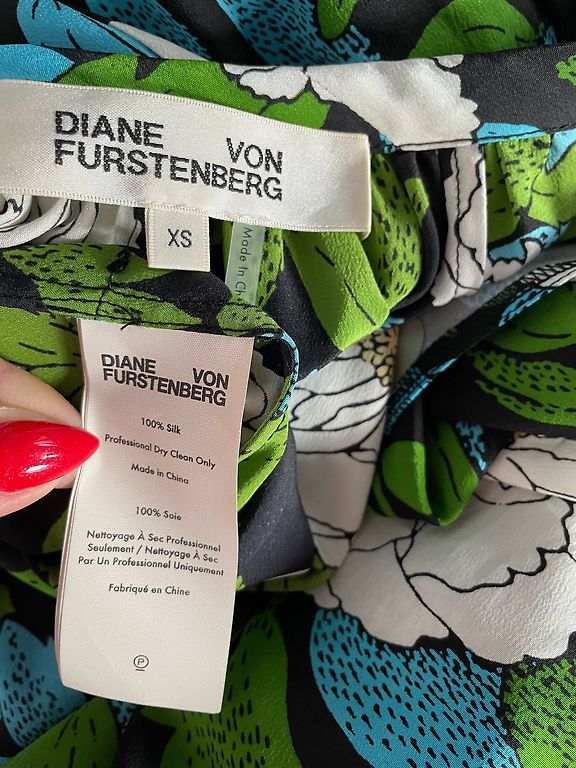 DIANE VON
FURSTENBERG
XS
Made In Ch
DIANE VON
FURSTENBERG
100% Silk
Professional Dry Clean Only
Made in China
100% Soie
Nettoyage À Sec Professionnel
Seulement / Nettoyage À Sec
Par Un Professionnel Uniquement
Fabriqué en Chine
P